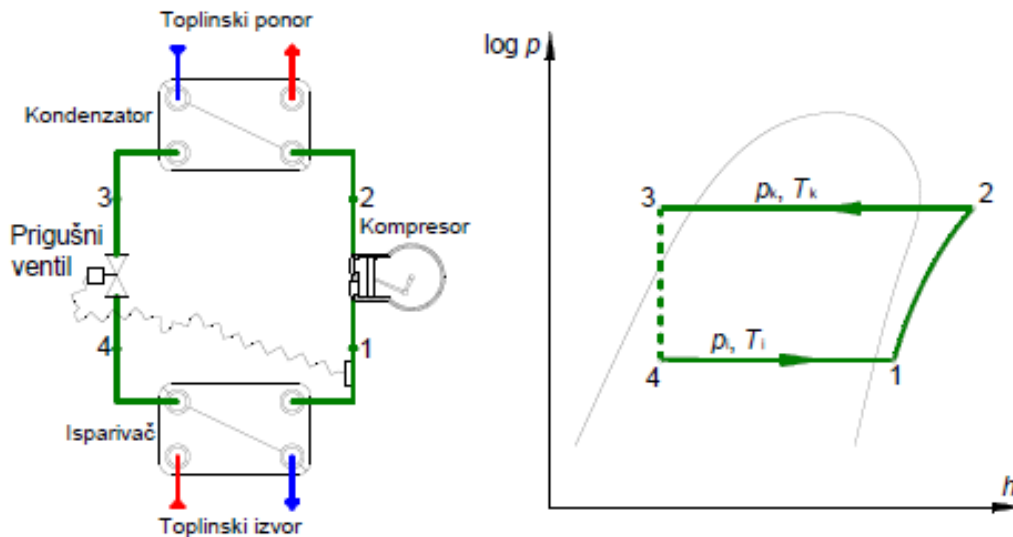 Toplinski ponor
Kondenzator
3
2
Prigušni
ventil
Kompresor
4
1
Isparivač
Toplinski izvor
log p
3
pk, Tk
2
pi, Ti
4
1
h